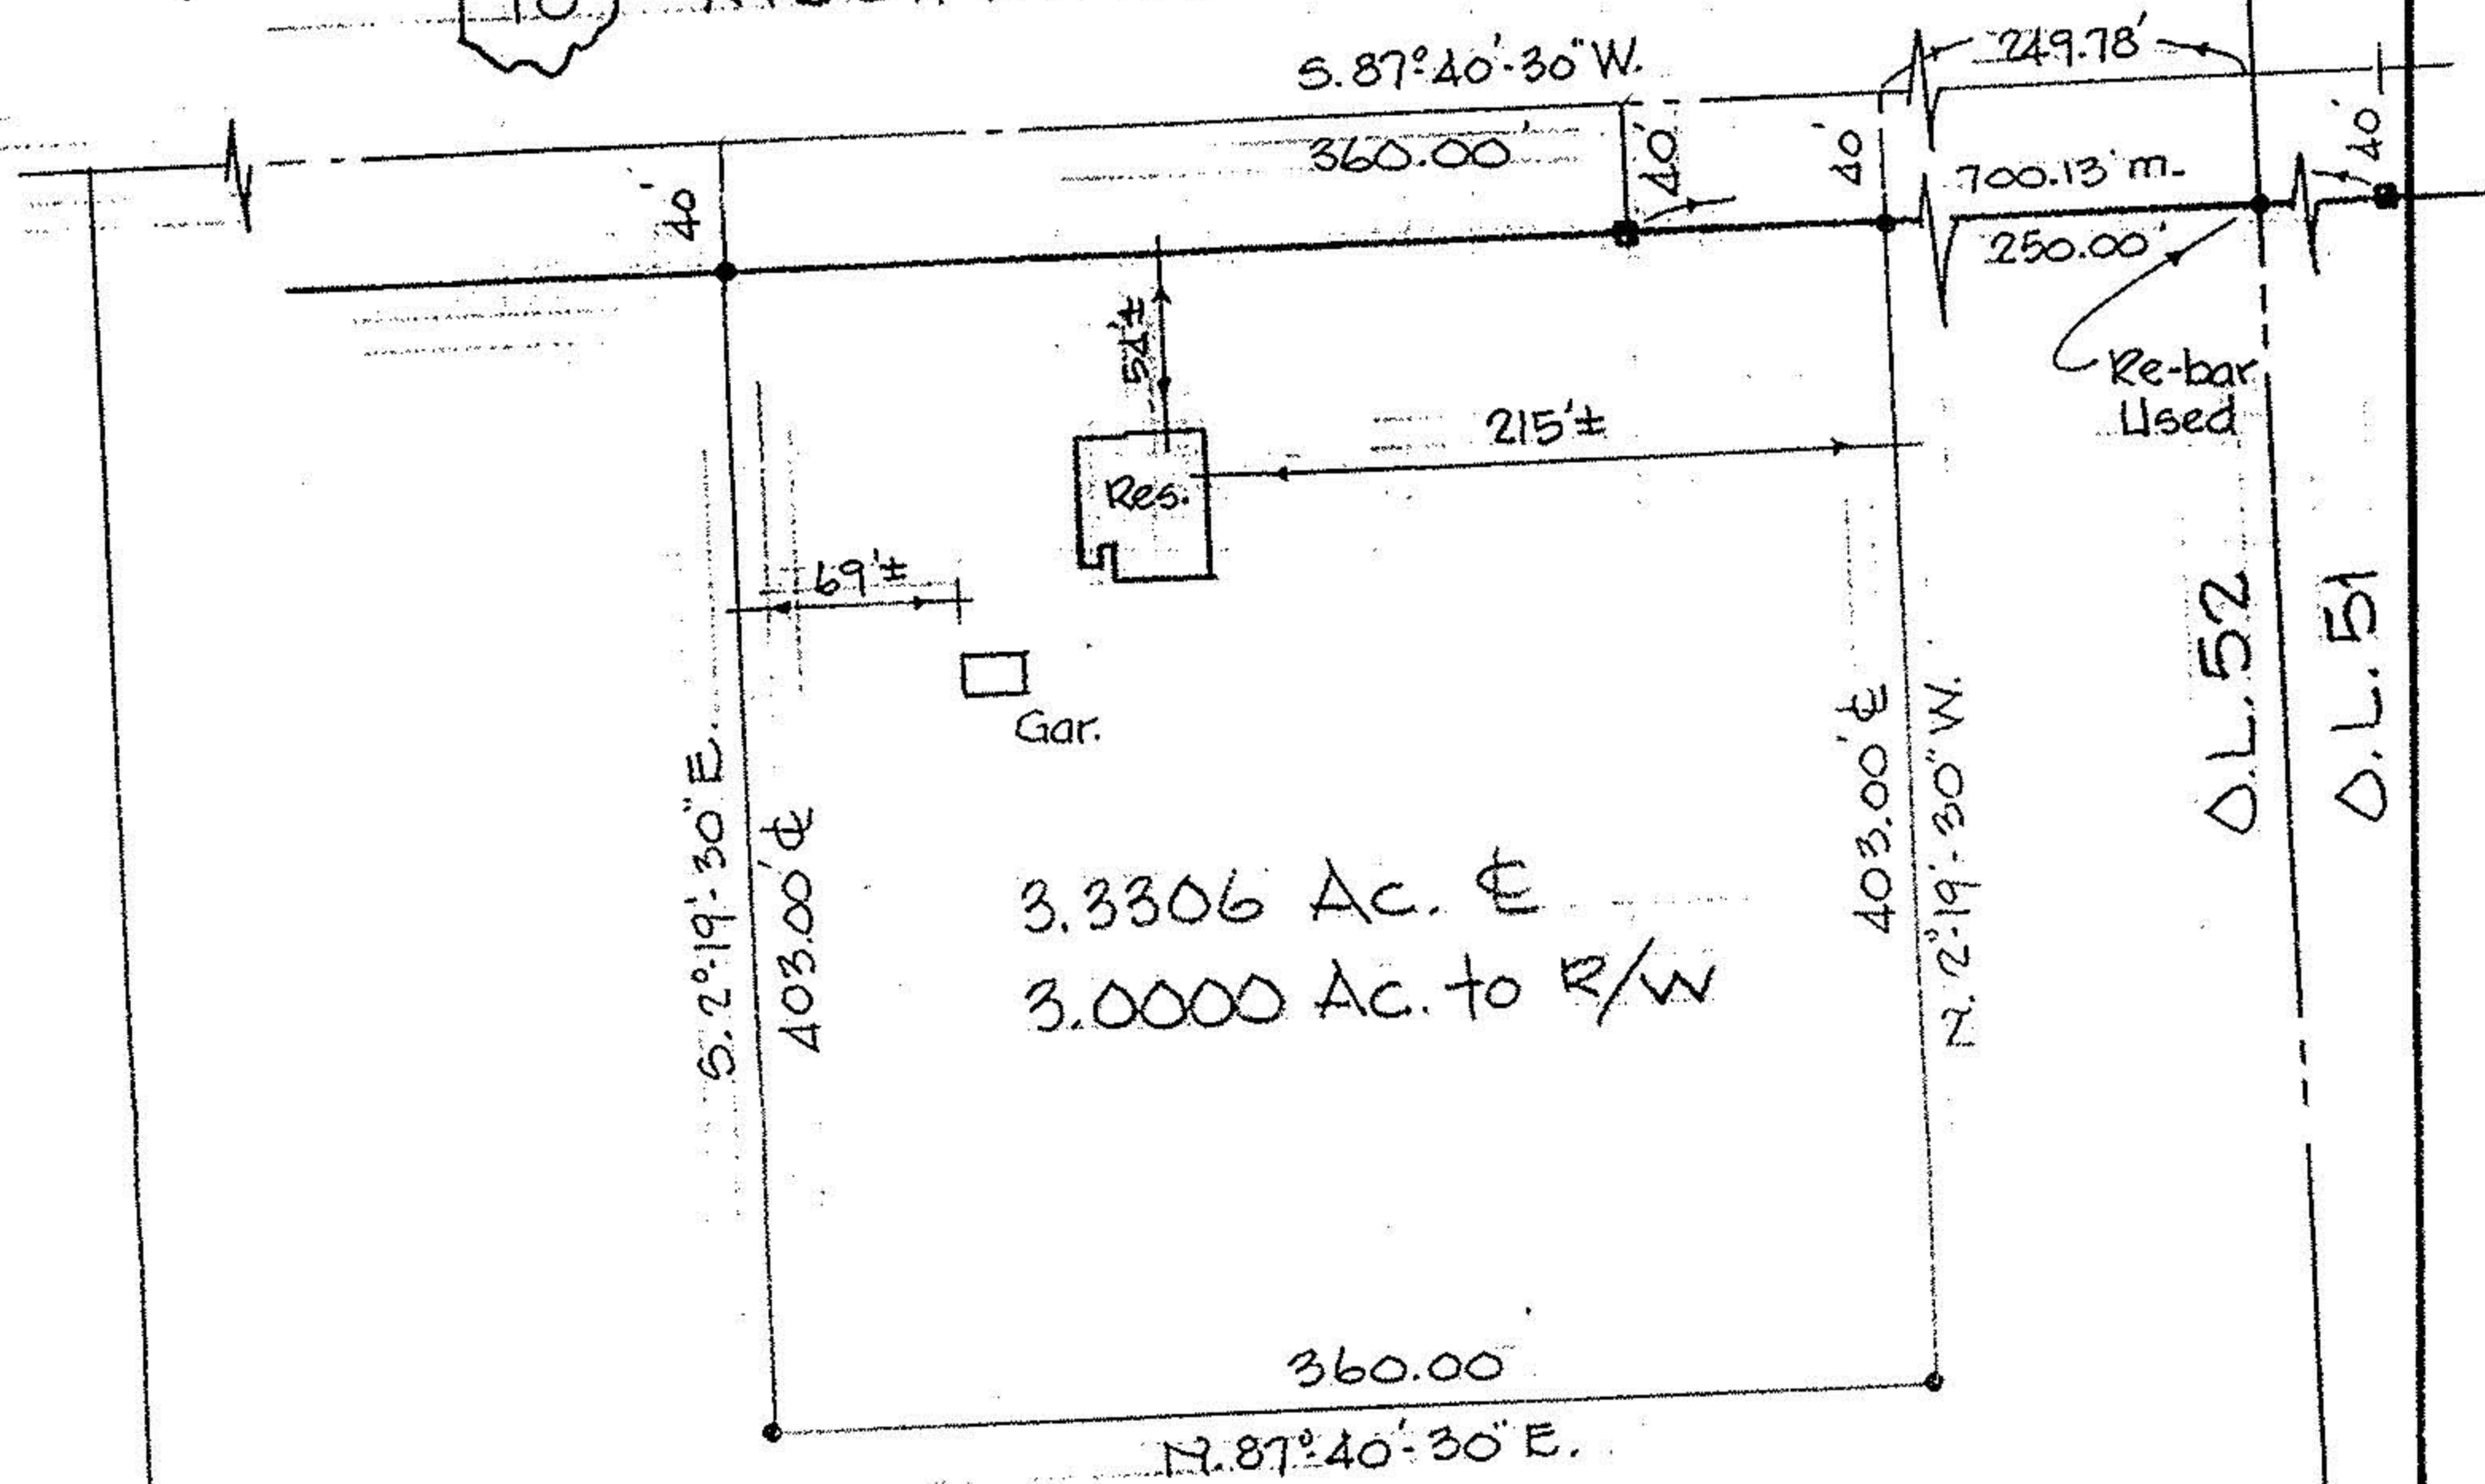 S. 87°-40'-30" W.
249.78'
360.00'
40'
40'
40'
40'
700.13' m.
250.00'
54'±
Re-bar
Used
215'±
Res.
69'±
Gar.
S. 2°-19'-30" E.
403.00' ℄
403.00' ℄
N. 2°-19'-30" W.
O.L. 52
O.L. 51
3.3306 Ac. ℄
3.0000 Ac. to R/W
360.00
N. 87°-40'-30" E.